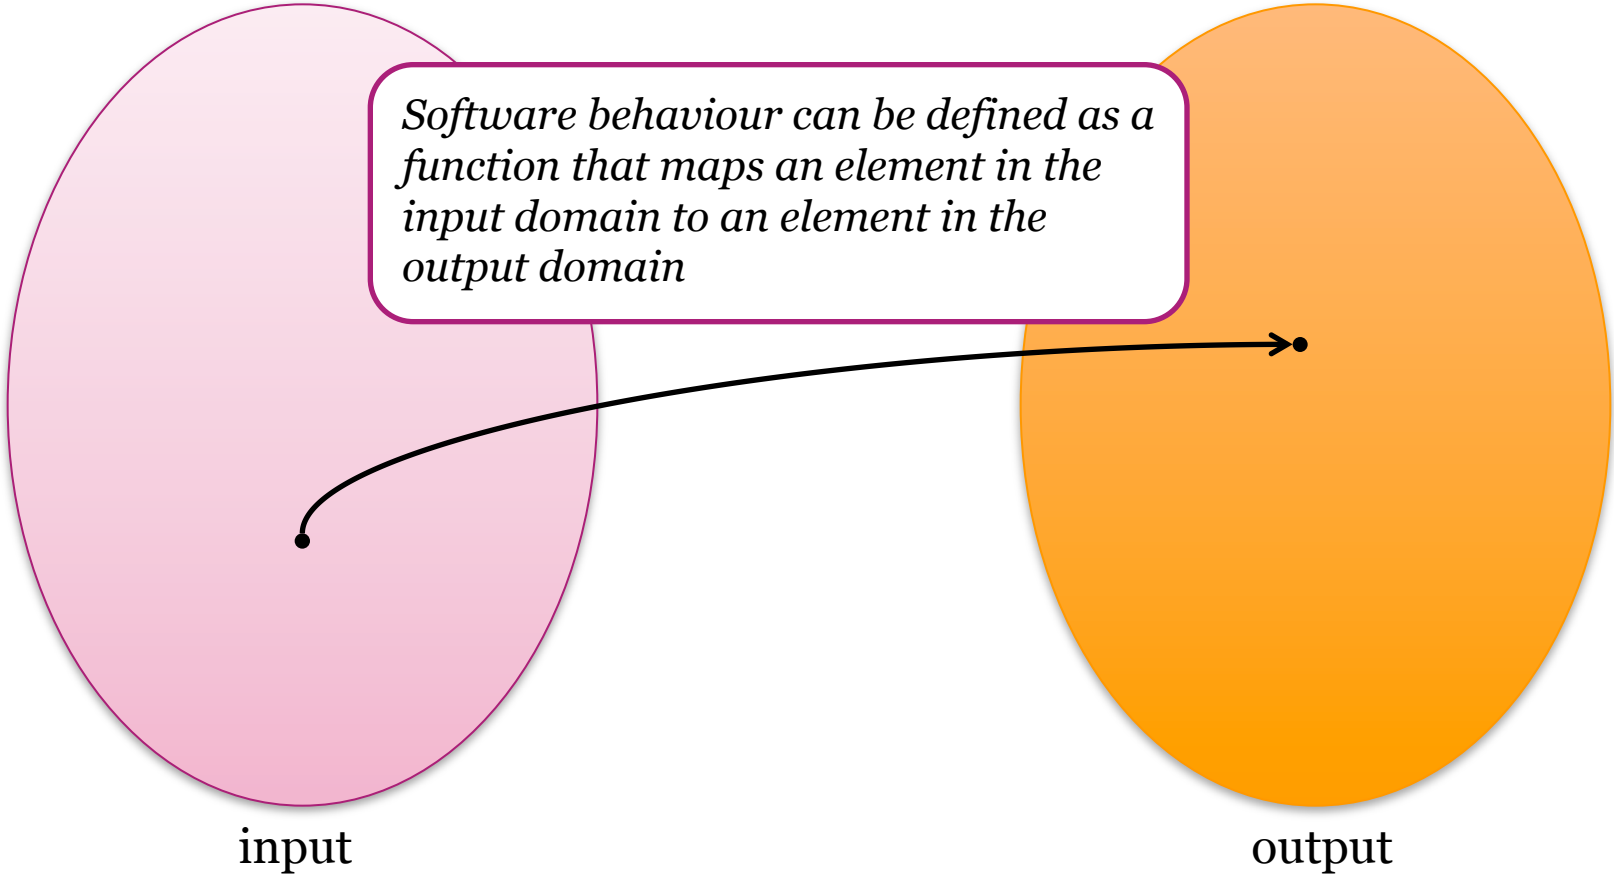 Software behaviour can be defined as a
function that maps an element in the
input domain to an element in the
output domain
input
output